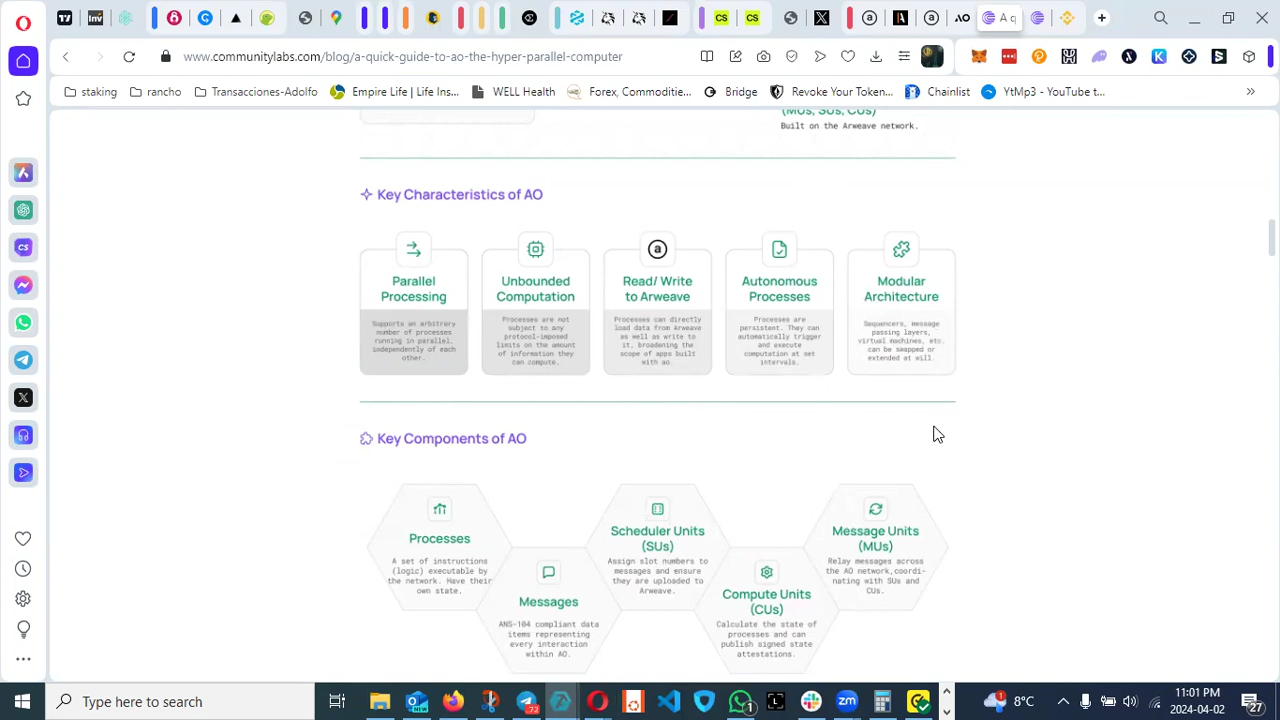 A q
www.communitylabs.com/blog/a-quick-guide-to-ao-the-hyper-parallel-computer
staking
rancho
Transacciones-Adolfo
Empire Life | Life Ins...
WELL Health
Forex, Commoditie...
Bridge
Revoke Your Token...
Chainlist
YtMp3 - YouTube t...
(MUs, SUs, CUs)
Built on the Arweave network.
Key Characteristics of AO
Parallel
Processing
Supports an arbitrary
number of processes
running in parallel,
independently of each
other.
Unbounded
Computation
Processes are not
subject to any
protocol-imposed
limits on the amount
of information they
can compute.
Read/ Write
to Arweave
Processes can directly
load data from Arweave
as well as write to
it, broadening the
scope of apps built
with ao.
Autonomous
Processes
Processes are
persistent. They can
automatically trigger
and execute
computation at set
intervals.
Modular
Architecture
Sequencers, message
passing layers,
virtual machines, etc.
can be swapped or
extended at will.
Key Components of AO
Processes
A set of instructions
(logic) executable by
the network. Have their
own state.
Messages
ANS-104 compliant data
items representing
every interaction
within AO.
Scheduler Units
(SUs)
Assign slot numbers to
messages and ensure
they are uploaded to
Arweave.
Compute Units
(CUs)
Calculate the state of
processes and can
publish signed state
attestations.
Message Units
(MUs)
Relay messages across
the AO network,coordi-
nating with SUs and
CUs.
Type here to search
73
1
1
8°C
11:01 PM
2024-04-02
27